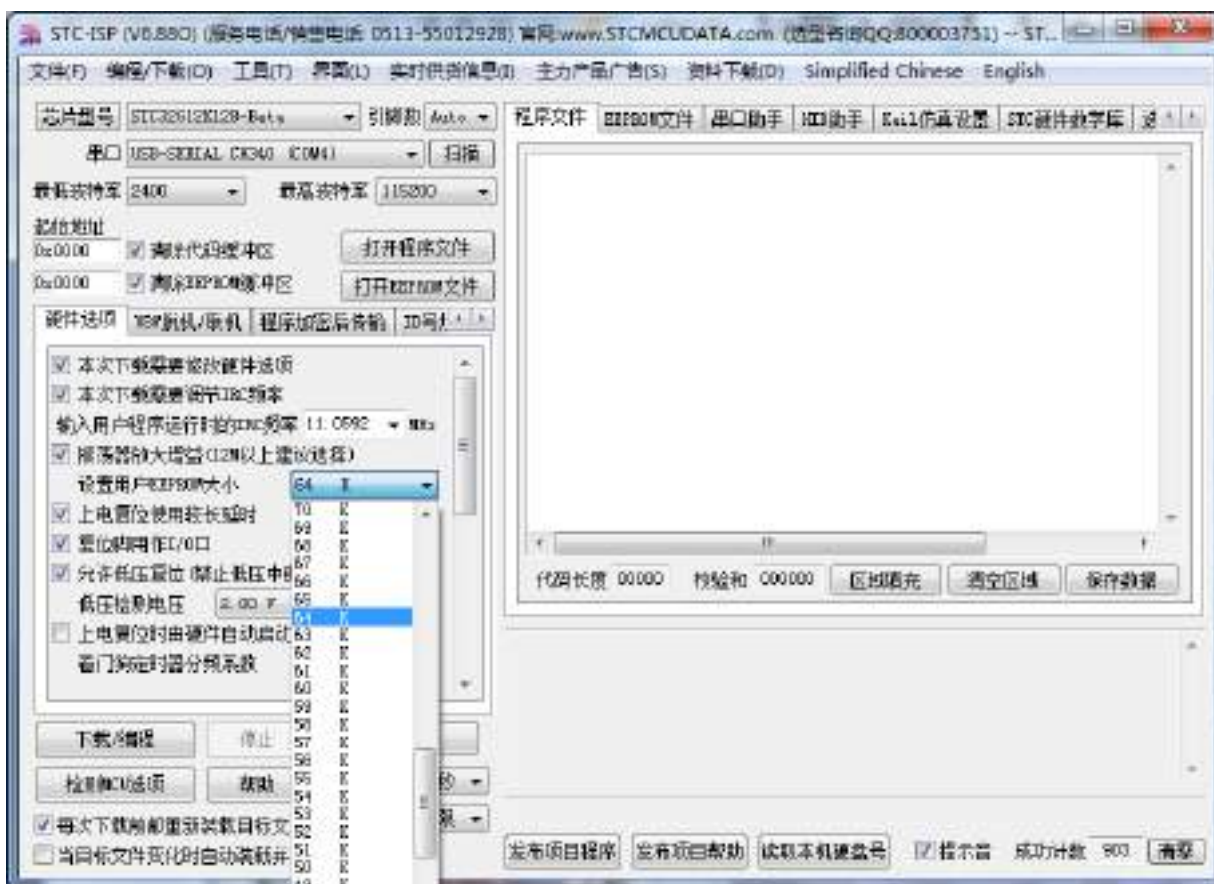 STC-ISP (V6.88O) (服务电话/销售电话: 0513-55012928) 官网:www.STCMCUDATA.com (选型咨询QQ:800003751) -- ST...
文件(F) 编程/下载(O) 工具(T) 界面(L) 实时供货信息(I) 主力产品广告(S) 资料下载(D) Simplified Chinese English
芯片型号 STC32G12K128-Beta 引脚数 Auto
串口 USB-SERIAL CH340 (COM4) 扫描
最低波特率 2400 最高波特率 115200
起始地址
0x0000 清除代码缓冲区 打开程序文件
0x0000 清除EEPROM缓冲区 打开EEPROM文件
硬件选项 脱机/联机 程序加密后传输 ID号
本次下载需要修改硬件选项
本次下载需要调节IRC频率
输入用户程序运行时的IRC频率 11.0592 MHz
振荡器放大增益(12M以上建议选择)
设置用户EEPROM大小 64 K
上电复位使用较长延时
复位脚用作I/O口
允许低压复位(禁止低压中
低压检测电压 2.00 V
上电复位时由硬件自动启动
看门狗定时器分频系数
70 K
69 K
68 K
67 K
66 K
65 K
64 K
63 K
62 K
61 K
60 K
59 K
58 K
57 K
56 K
55 K
54 K
53 K
52 K
51 K
50 K
下载/编程 停止
检测MCU选项 帮助 秒
每次下载前都重新装载目标文
当目标文件变化时自动装载并
程序文件 EEPROM文件 串口助手 HID助手 Keil仿真设置 STC硬件数学库 选
代码长度 00000 校验和 000000 区域填充 清空区域 保存数据
发布项目程序 发布项目帮助 读取本机硬盘号 提示音 成功计数 903 清零